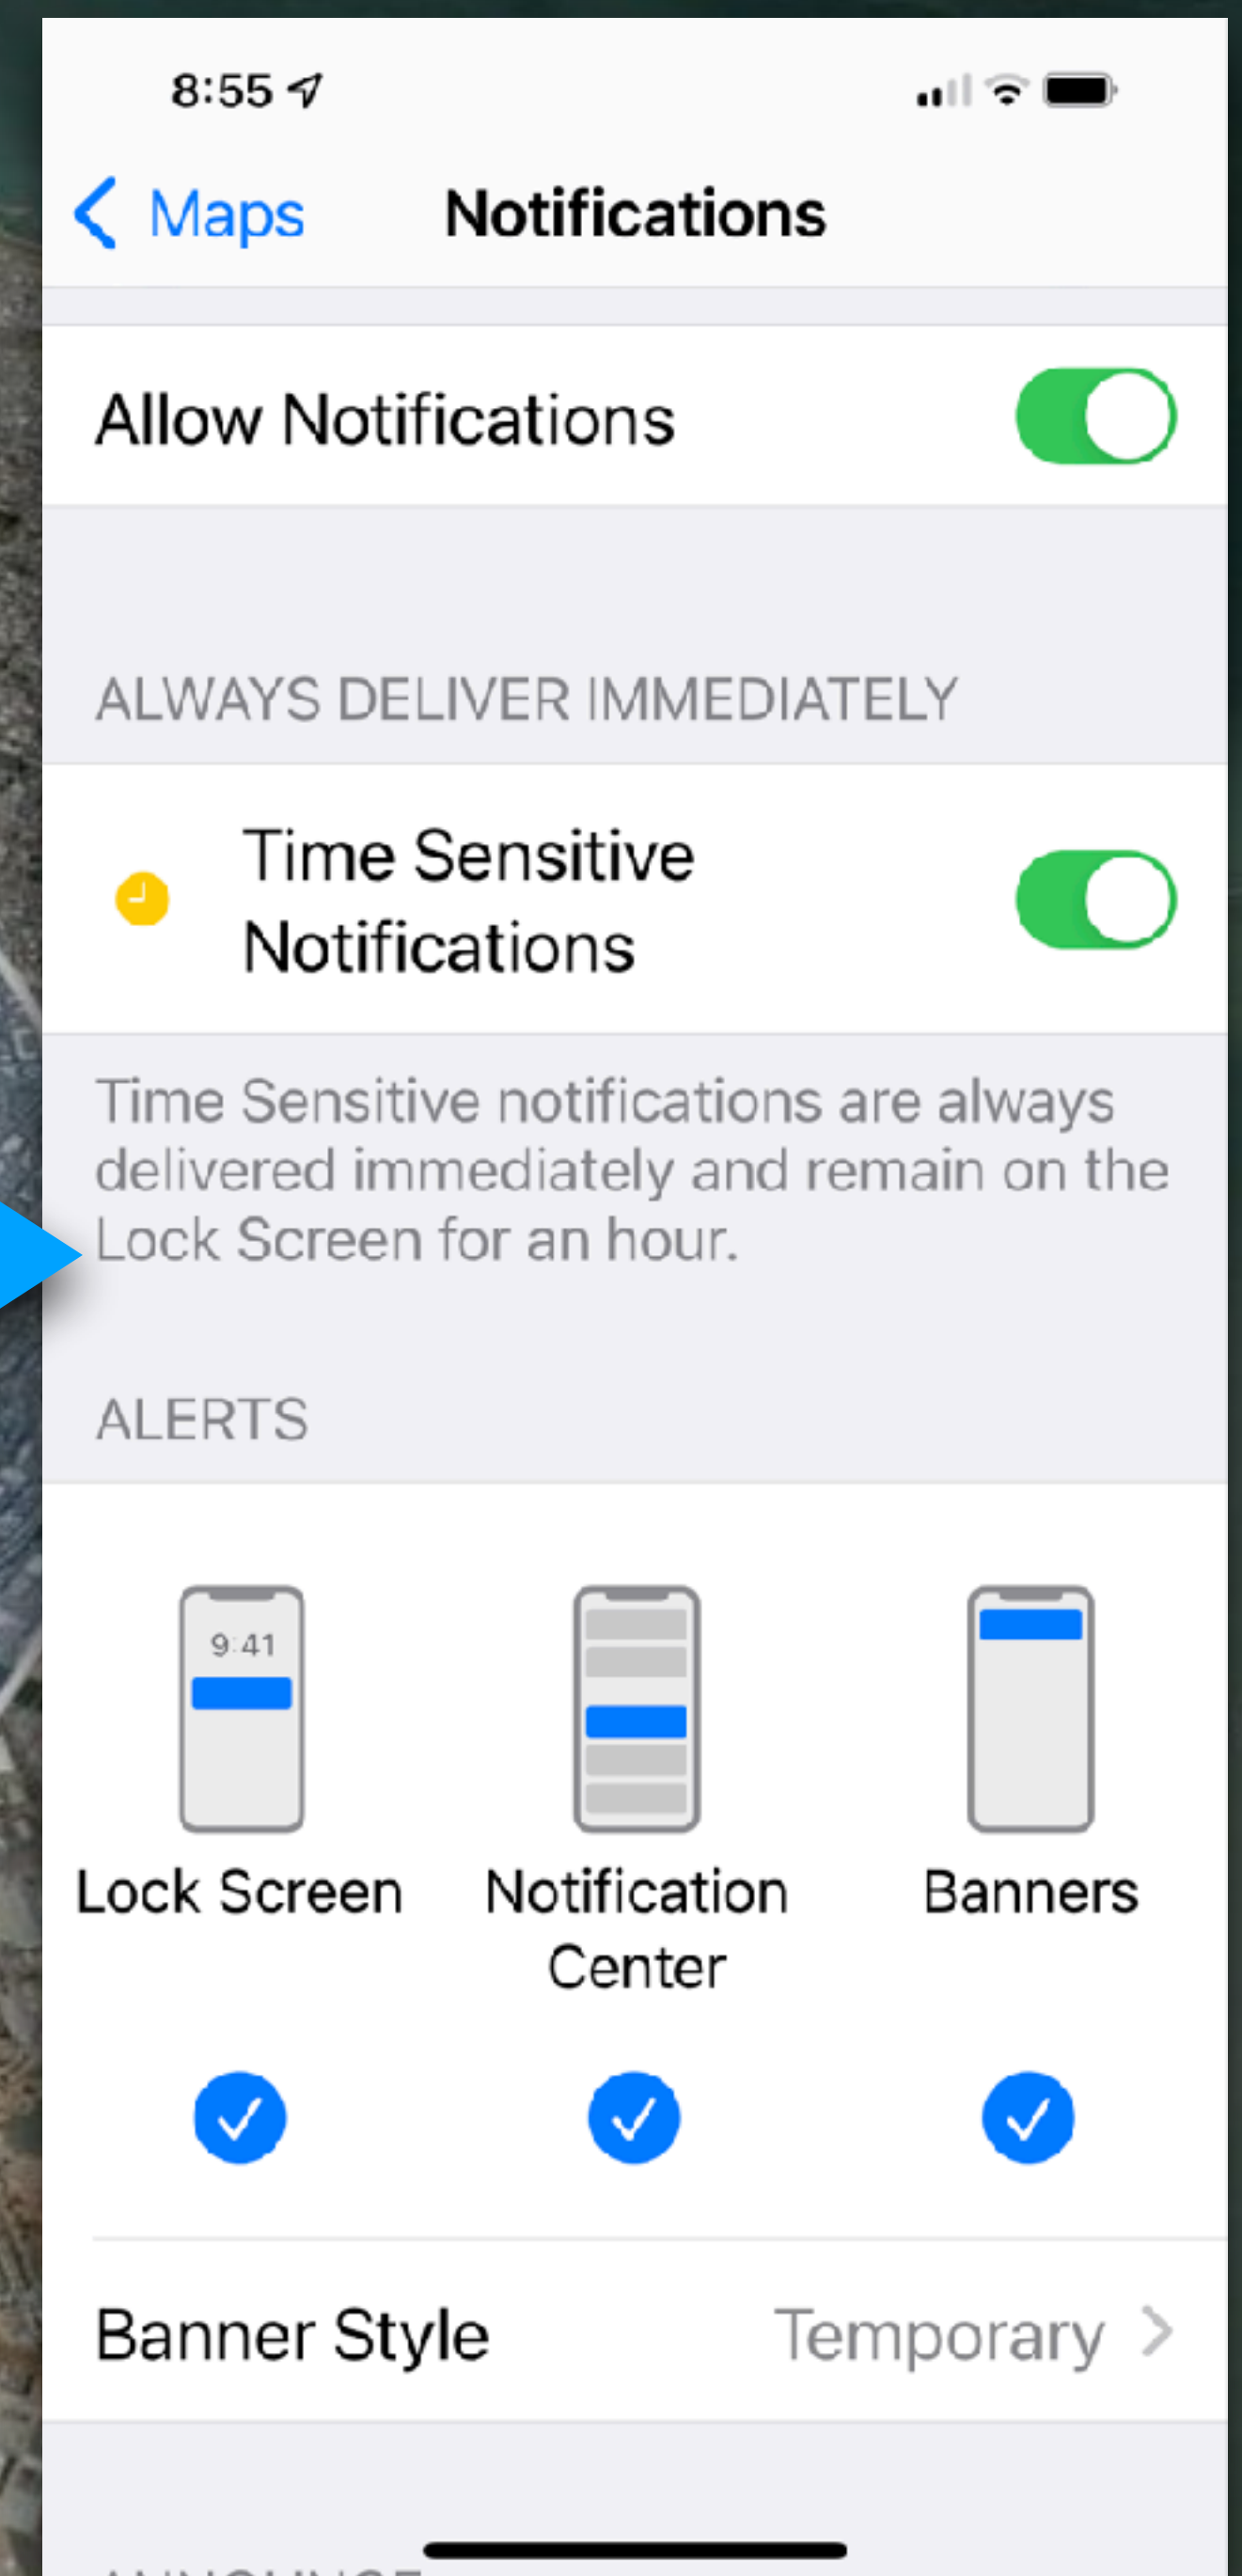 8:55
Maps Notifications
Allow Notifications
ALWAYS DELIVER IMMEDIATELY
Time Sensitive
Notifications
Time Sensitive notifications are always
delivered immediately and remain on the
Lock Screen for an hour.
ALERTS
9:41
Lock Screen Notification Banners
Center
Banner Style Temporary
ANNOUNCE